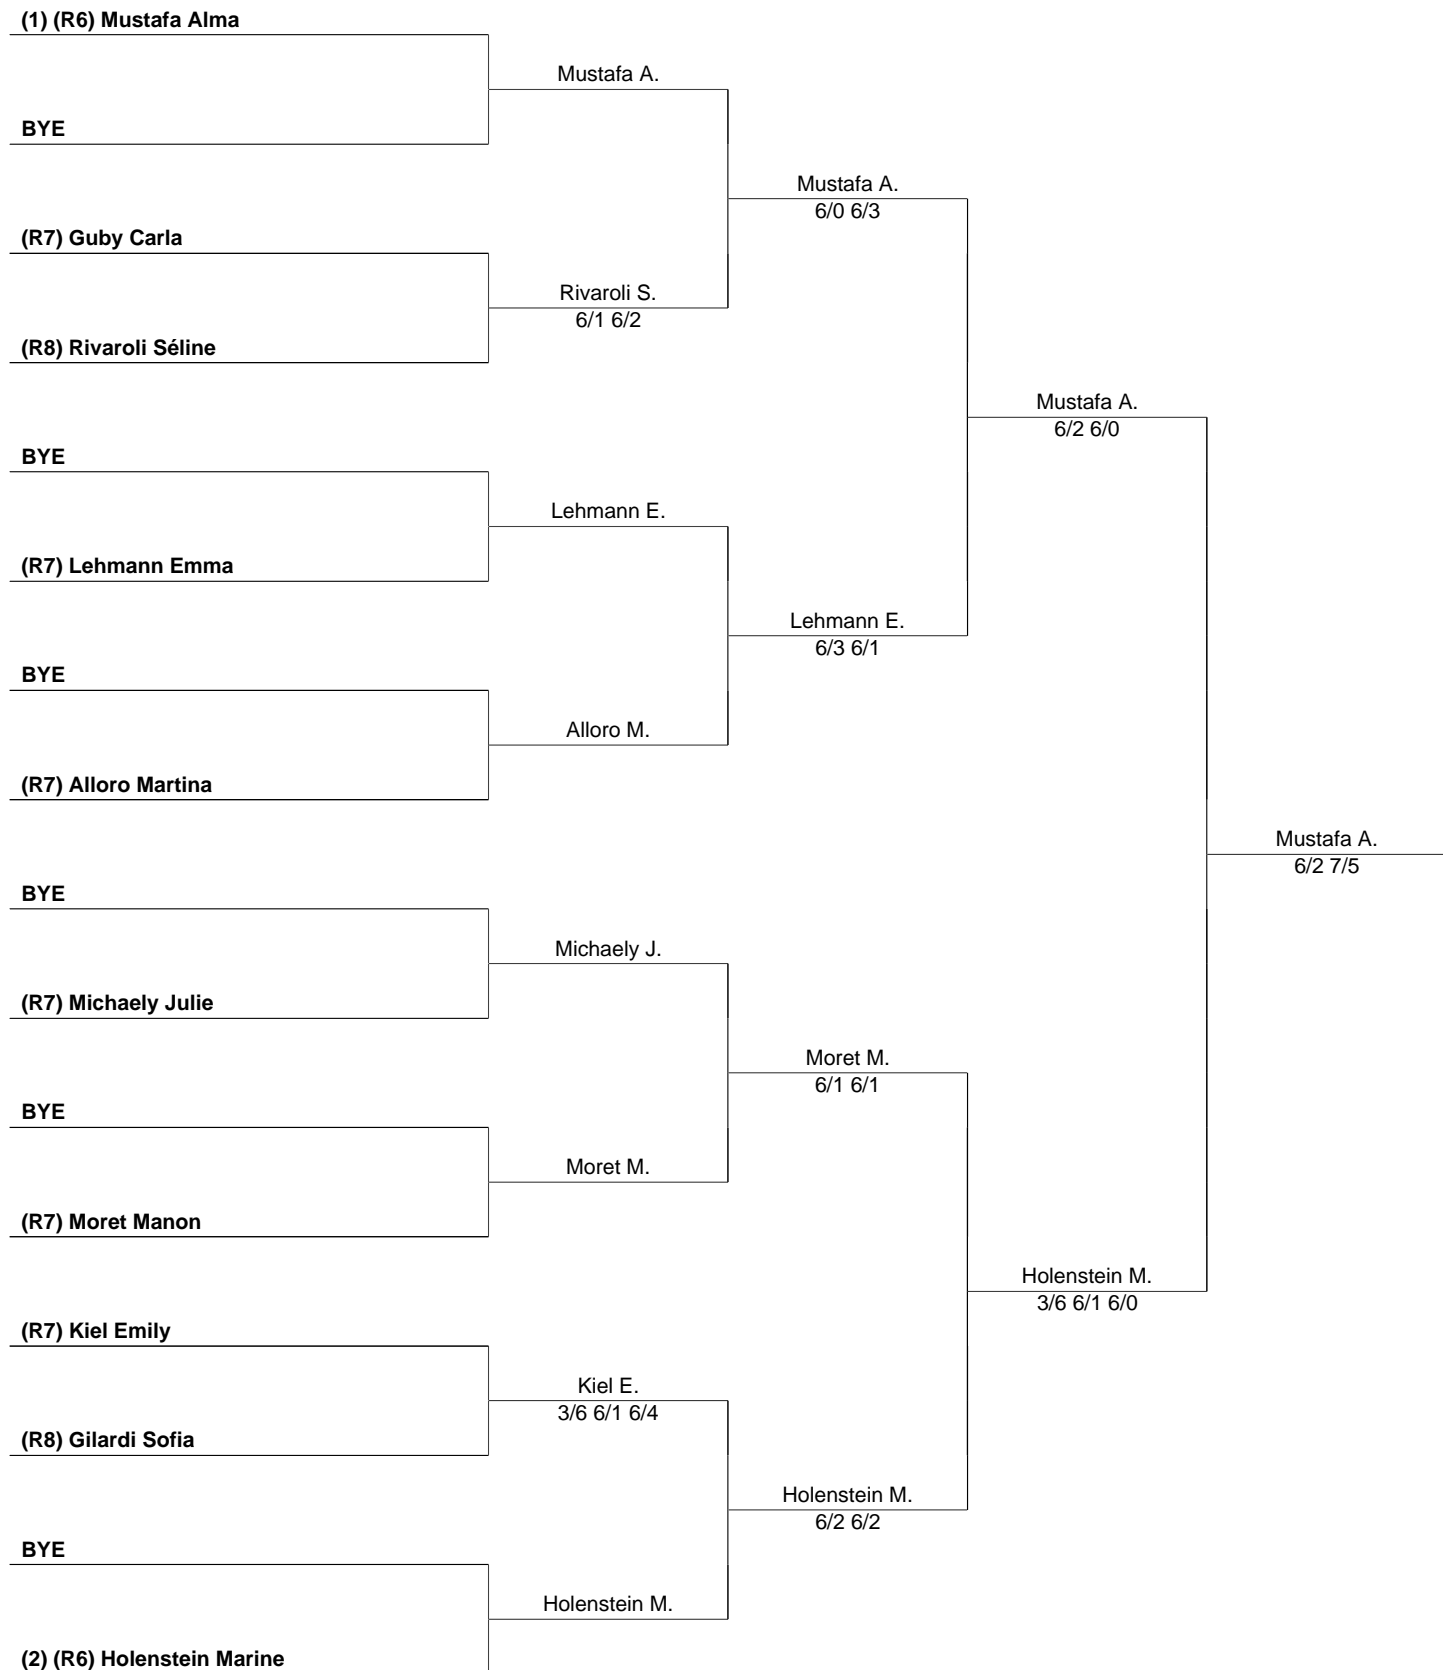 (1) (R6) Mustafa Alma
Mustafa A.
BYE
Mustafa A.
6/0 6/3
(R7) Guby Carla
Rivaroli S.
6/1 6/2
(R8) Rivaroli Séline
Mustafa A.
6/2 6/0
BYE
Lehmann E.
(R7) Lehmann Emma
Lehmann E.
6/3 6/1
BYE
Alloro M.
(R7) Alloro Martina
Mustafa A.
6/2 7/5
BYE
Michaely J.
(R7) Michaely Julie
Moret M.
6/1 6/1
BYE
Moret M.
(R7) Moret Manon
Holenstein M.
3/6 6/1 6/0
(R7) Kiel Emily
Kiel E.
3/6 6/1 6/4
(R8) Gilardi Sofia
Holenstein M.
6/2 6/2
BYE
Holenstein M.
(2) (R6) Holenstein Marine